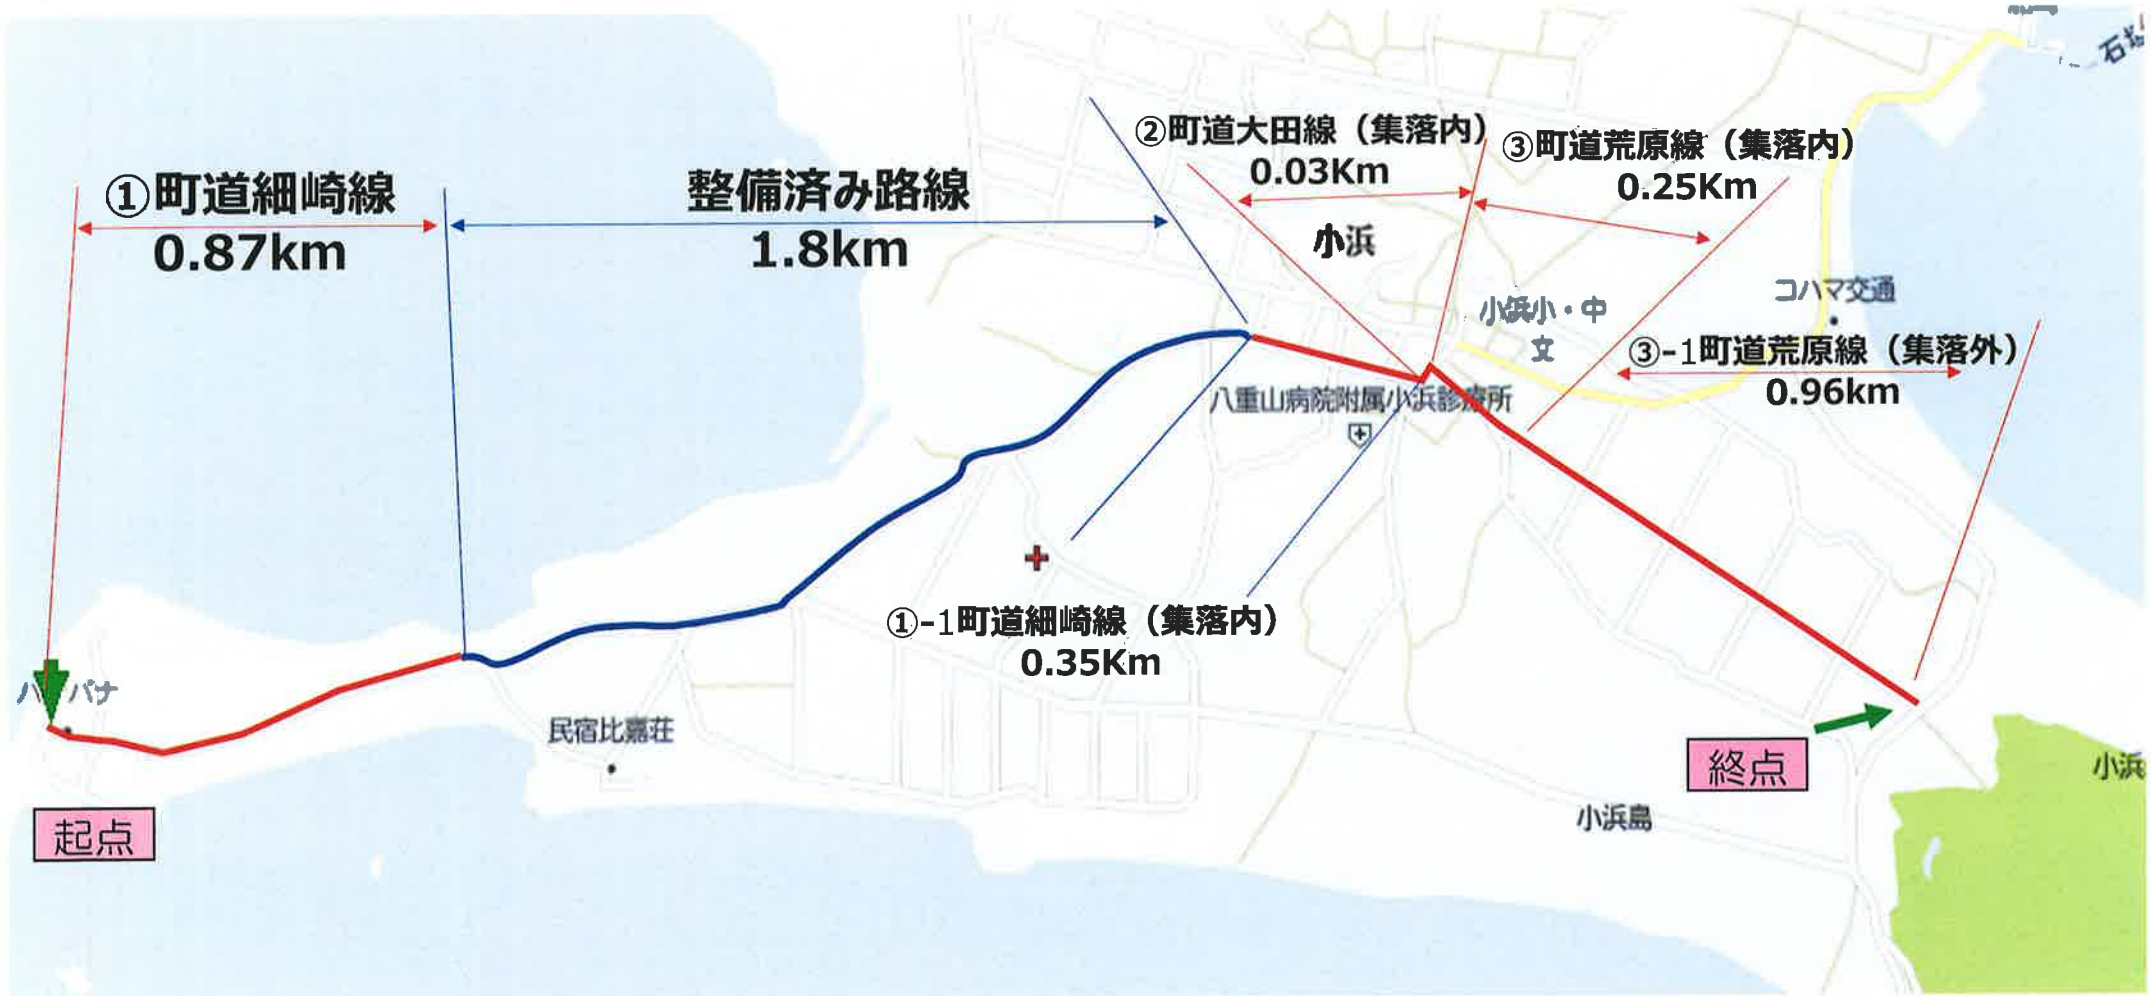 石垣
②町道大田線（集落内）
0.03Km
③町道荒原線（集落内）
0.25Km
①町道細崎線
0.87km
整備済み路線
1.8km
小浜
小浜小・中
文
コハマ交通
③-1町道荒原線（集落外）
0.96km
八重山病院附属小浜診療所
①-1町道細崎線（集落内）
0.35Km
民宿比嘉荘
終点
小浜
小浜島
起点